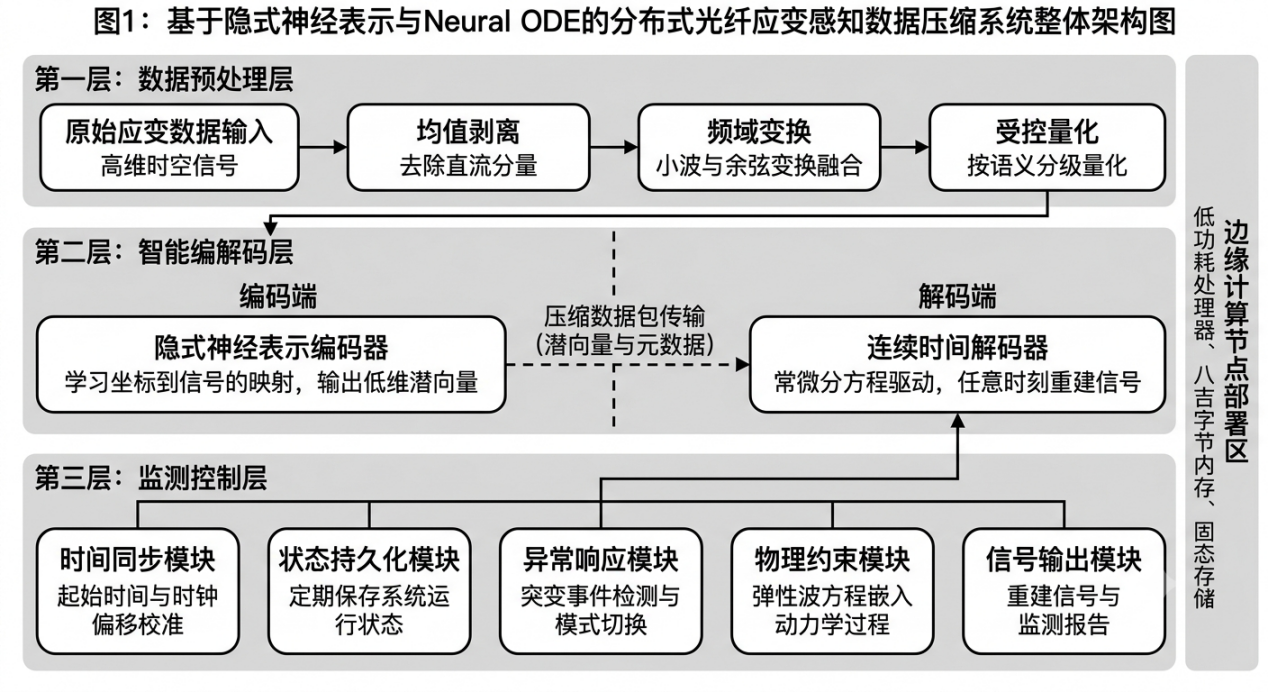 图1：基于隐式神经表示与Neural ODE的分布式光纤应变感知数据压缩系统整体架构图
第一层：数据预处理层
原始应变数据输入
高维时空信号
均值剥离
去除直流分量
频域变换
小波与余弦变换融合
受控量化
按语义分级量化
第二层：智能编解码层
编码端
隐式神经表示编码器
学习坐标到信号的映射，输出低维潜向量
压缩数据包传输
（潜向量与元数据）
解码端
连续时间解码器
常微分方程驱动，任意时刻重建信号
第三层：监测控制层
时间同步模块
起始时间与时钟
偏移校准
状态持久化模块
定期保存系统运
行状态
异常响应模块
突变事件检测与
模式切换
物理约束模块
弹性波方程嵌入
动力学过程
信号输出模块
重建信号与
监测报告
边缘计算节点部署区
低功耗处理器、八吉字节内存、固态存储